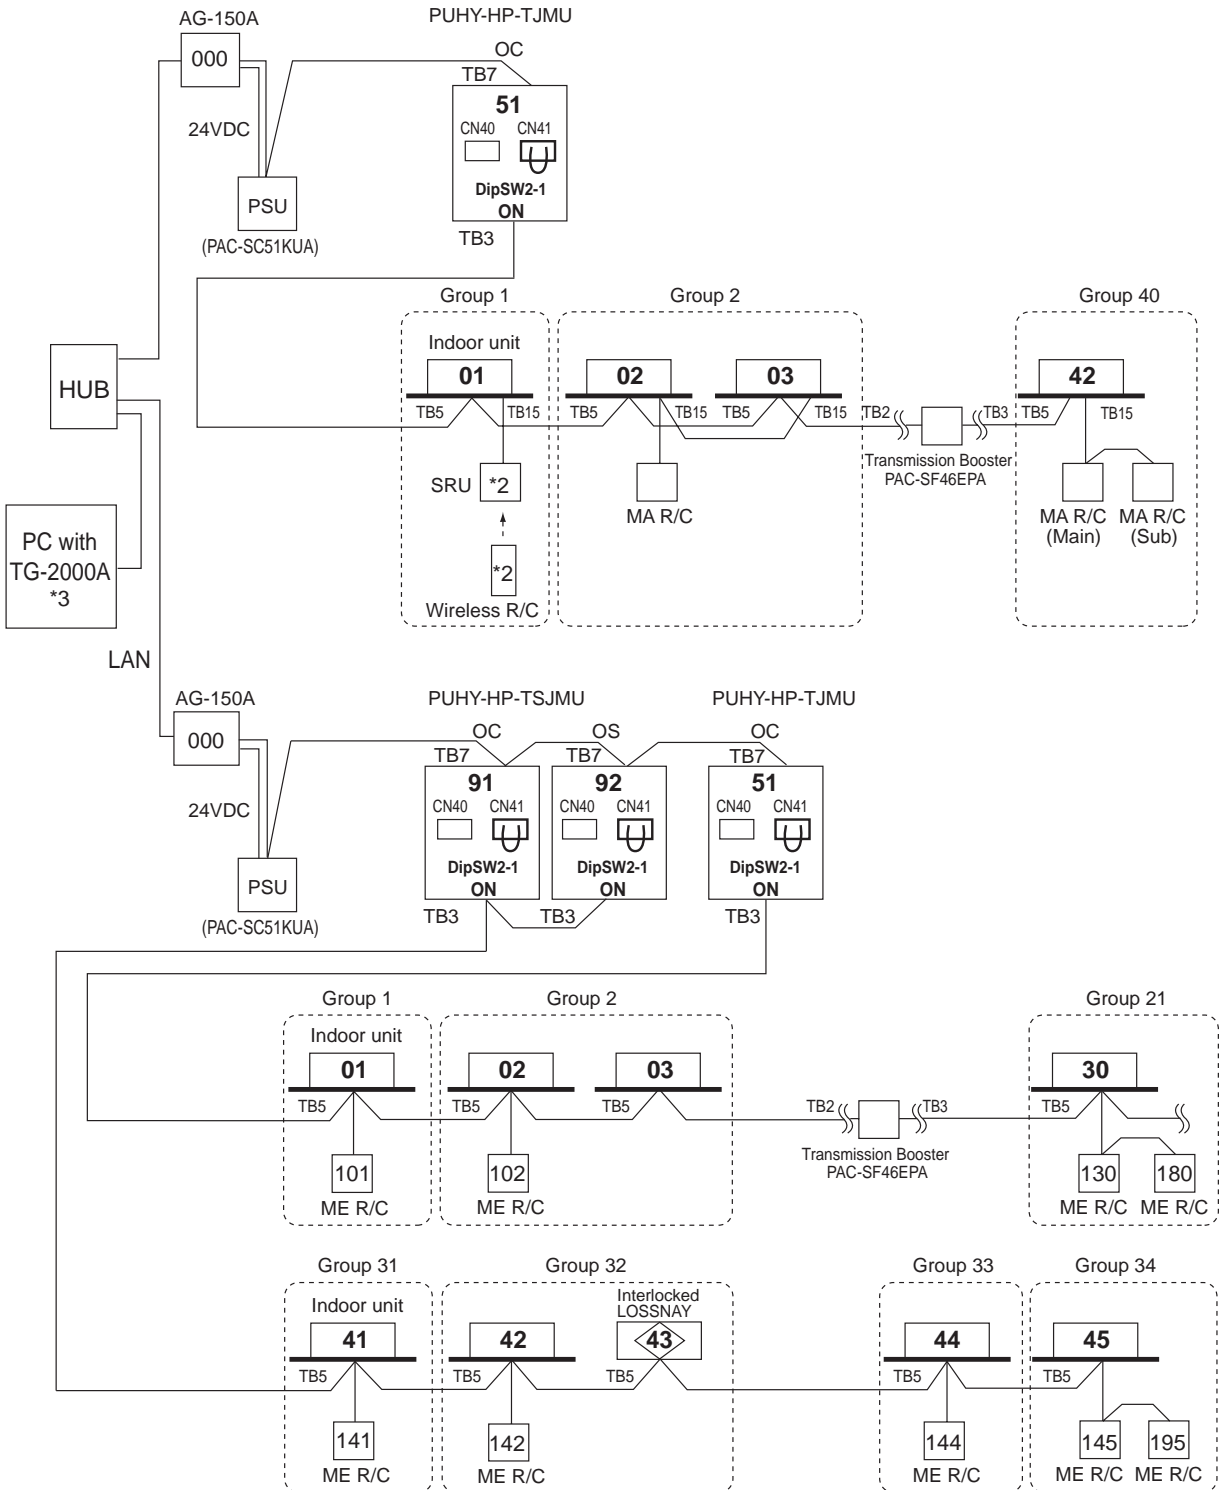 AG-150A
PUHY-HP-TJMU
000
OC
TB7
51
CN40 CN41
24VDC
DipSW2-1
ON
PSU
(PAC-SC51KUA)
TB3
Group 1
Group 2
Group 40
Indoor unit
HUB
01
02
03
42
TB5
TB15
TB5
TB15
TB5
TB15
TB2
TB3
TB5
TB15
Transmission Booster
PAC-SF46EPA
SRU
*2
MA R/C
MA R/C
(Main)
MA R/C
(Sub)
PC with
TG-2000A
*3
*2
Wireless R/C
LAN
AG-150A
PUHY-HP-TSJMU
PUHY-HP-TJMU
000
OC
OS
OC
TB7
TB7
TB7
91
92
51
CN40 CN41
CN40 CN41
CN40 CN41
24VDC
DipSW2-1
ON
DipSW2-1
ON
DipSW2-1
ON
PSU
(PAC-SC51KUA)
TB3
TB3
TB3
Group 1
Group 2
Group 21
Indoor unit
01
02
03
30
TB5
TB5
TB5
TB2
TB3
TB5
Transmission Booster
PAC-SF46EPA
101
102
130
180
ME R/C
ME R/C
ME R/C
ME R/C
Group 31
Group 32
Group 33
Group 34
Indoor unit
Interlocked
LOSSNAY
41
42
43
44
45
TB5
TB5
TB5
TB5
TB5
141
142
144
145
195
ME R/C
ME R/C
ME R/C
ME R/C
ME R/C